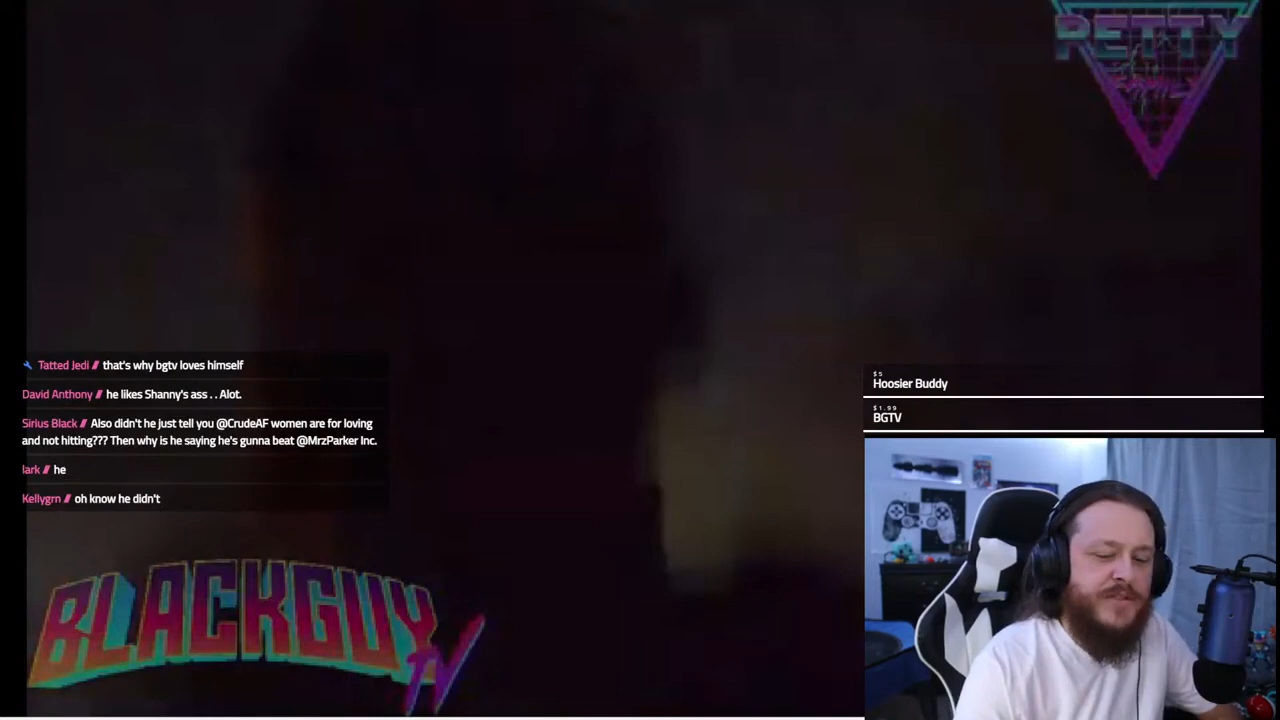 PETTY
Tatted Jedi // that's why bgtv loves himself
David Anthony // he likes Shanny's ass . . Alot.
Sirius Black // Also didn't he just tell you @CrudeAF women are for loving
and not hitting??? Then why is he saying he's gunna beat @MrzParker Inc.
lark // he
Kellygrn // oh know he didn't
$5
Hoosier Buddy
$1.99
BGTV
BLACKGUY
TV